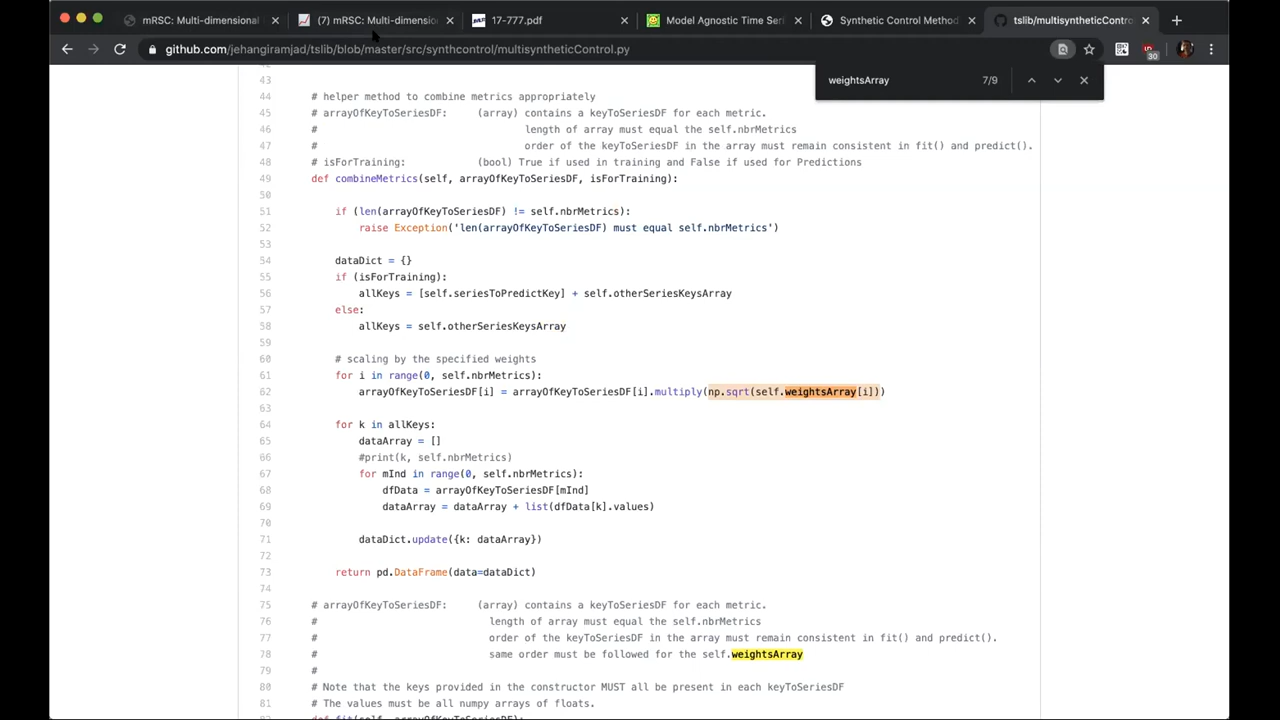 mRSC: Multi-dimensional
(7) mRSC: Multi-dimension
17-777.pdf
Model Agnostic Time Seri
Synthetic Control Method
tslib/multisyntheticContro
github.com/jehangiramjad/tslib/blob/master/src/synthcontrol/multisyntheticControl.py
30
weightsArray 7/9
42
43
44 # helper method to combine metrics appropriately
45 # arrayOfKeyToSeriesDF: (array) contains a keyToSeriesDF for each metric.
46 # length of array must equal the self.nbrMetrics
47 # order of the keyToSeriesDF in the array must remain consistent in fit() and predict().
48 # isForTraining: (bool) True if used in training and False if used for Predictions
49 def combineMetrics(self, arrayOfKeyToSeriesDF, isForTraining):
50
51 if (len(arrayOfKeyToSeriesDF) != self.nbrMetrics):
52 raise Exception('len(arrayOfKeyToSeriesDF) must equal self.nbrMetrics')
53
54 dataDict = {}
55 if (isForTraining):
56 allKeys = [self.seriesToPredictKey] + self.otherSeriesKeysArray
57 else:
58 allKeys = self.otherSeriesKeysArray
59
60 # scaling by the specified weights
61 for i in range(0, self.nbrMetrics):
62 arrayOfKeyToSeriesDF[i] = arrayOfKeyToSeriesDF[i].multiply(np.sqrt(self.weightsArray[i]))
63
64 for k in allKeys:
65 dataArray = []
66 #print(k, self.nbrMetrics)
67 for mInd in range(0, self.nbrMetrics):
68 dfData = arrayOfKeyToSeriesDF[mInd]
69 dataArray = dataArray + list(dfData[k].values)
70
71 dataDict.update({k: dataArray})
72
73 return pd.DataFrame(data=dataDict)
74
75 # arrayOfKeyToSeriesDF: (array) contains a keyToSeriesDF for each metric.
76 # length of array must equal the self.nbrMetrics
77 # order of the keyToSeriesDF in the array must remain consistent in fit() and predict().
78 # same order must be followed for the self.weightsArray
79 #
80 # Note that the keys provided in the constructor MUST all be present in each keyToSeriesDF
81 # The values must be all numpy arrays of floats.
82 def fit(self, arrayOfKeyToSeriesDF):